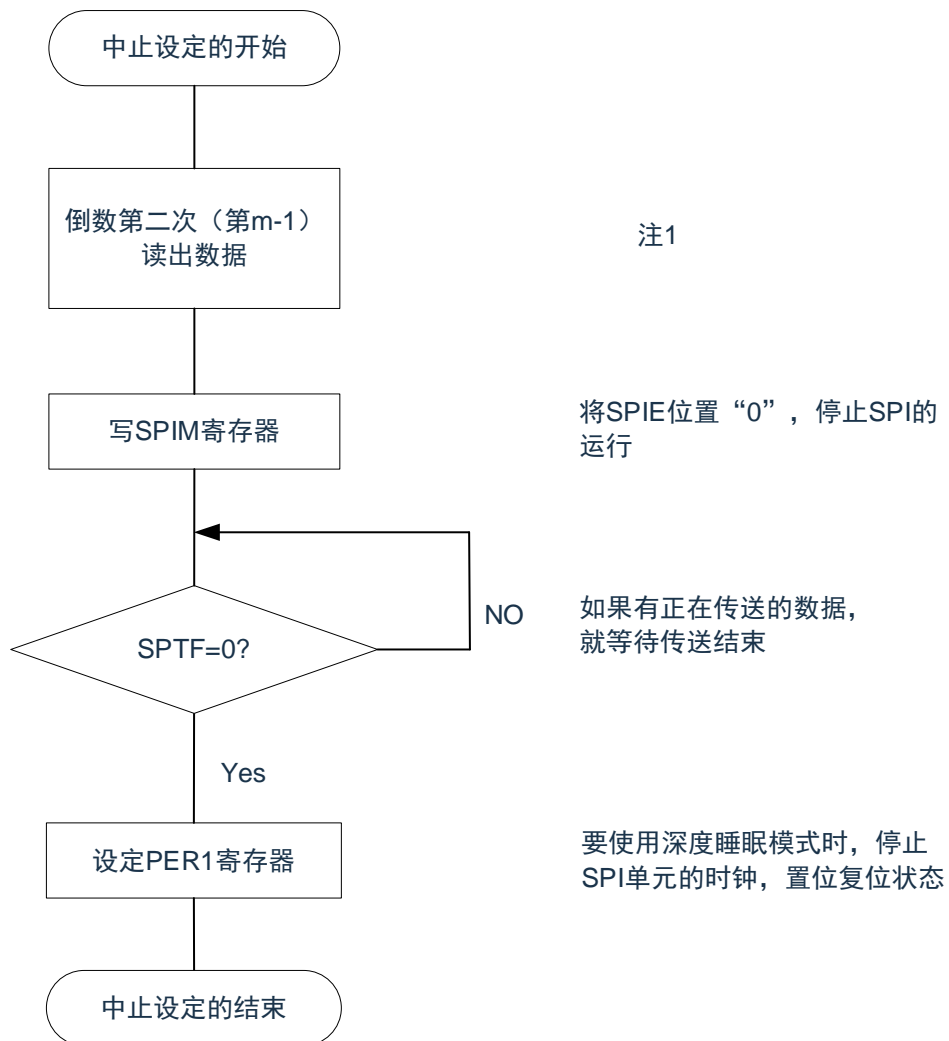 中止设定的开始
倒数第二次（第m-1）
读出数据
注1
写SPIM寄存器
将SPIE位置“0”，停止SPI的
运行
SPTF=0?
NO
如果有正在传送的数据，
就等待传送结束
Yes
设定PER1寄存器
要使用深度睡眠模式时，停止
SPI单元的时钟，置位复位状态
中止设定的结束